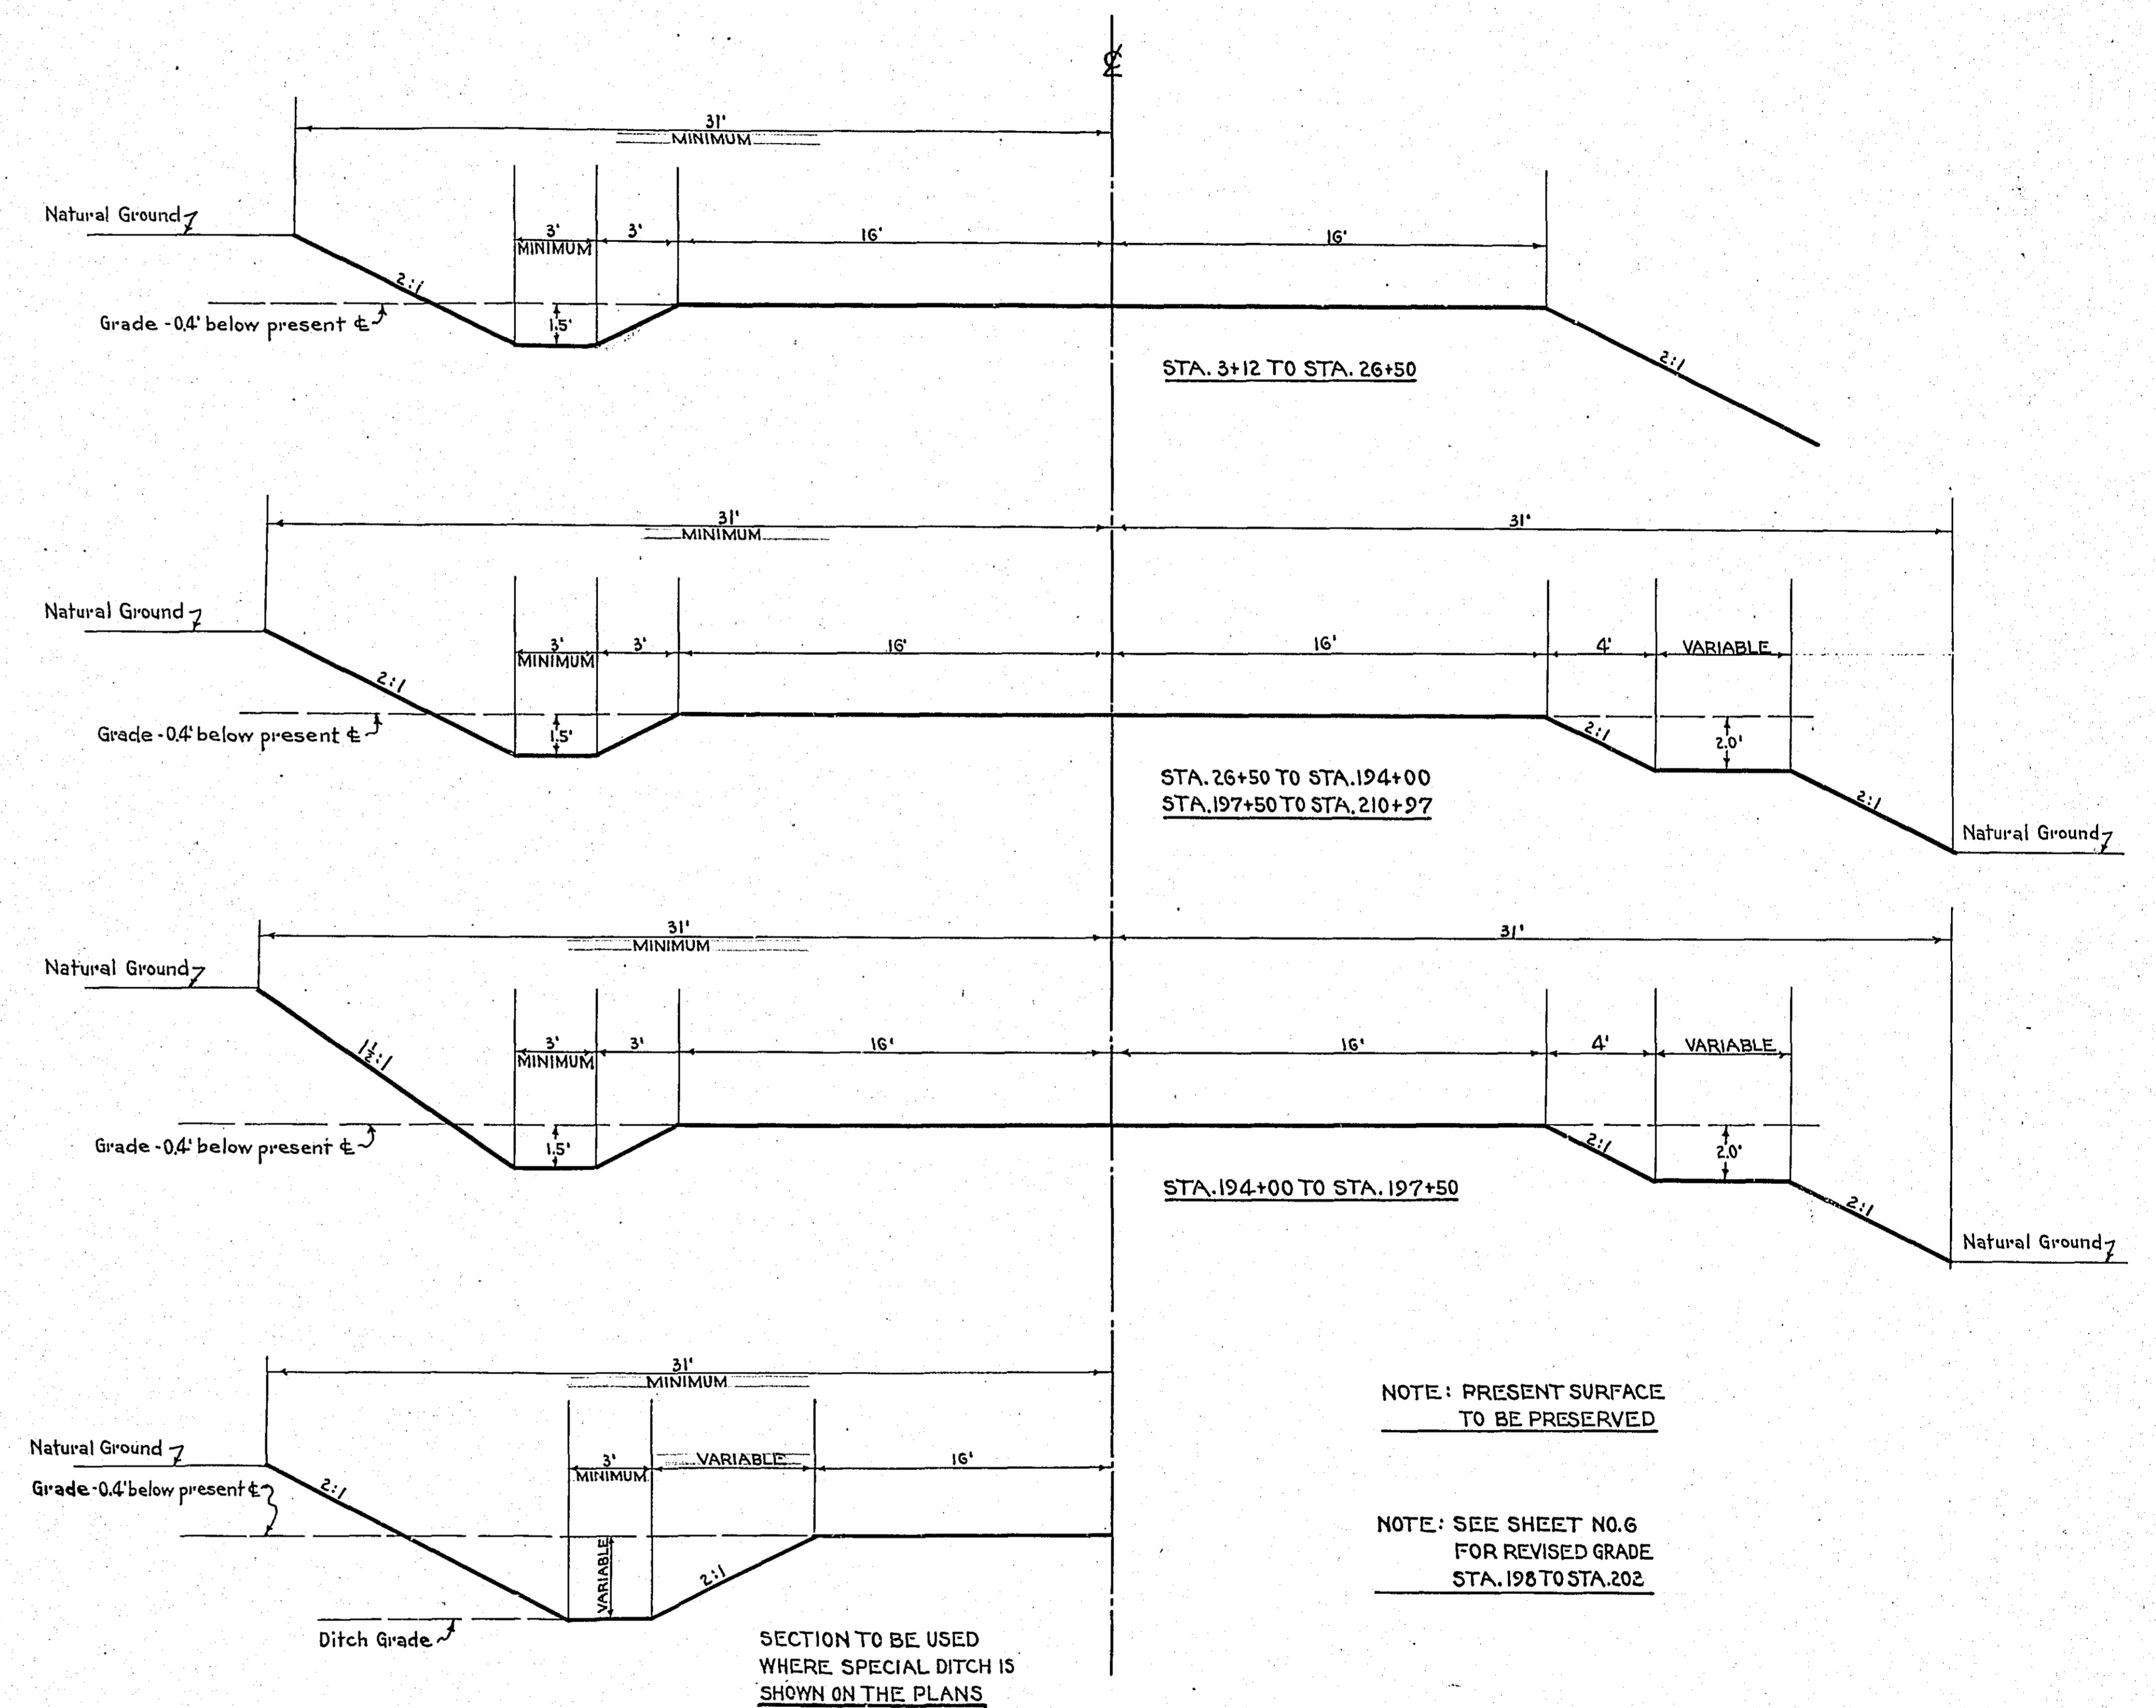 ℄
31'
MINIMUM
Natural Ground
3'
MINIMUM
3'
16'
16'
2:1
Grade - 0.4' below present ℄
1.5'
2:1
STA. 3+12 TO STA. 26+50
31'
MINIMUM
31'
Natural Ground
3'
MINIMUM
3'
16'
16'
4'
VARIABLE
2:1
Grade - 0.4' below present ℄
1.5'
2:1
2.0'
STA. 26+50 TO STA. 194+00
STA. 197+50 TO STA. 210+97
2:1
Natural Ground
31'
MINIMUM
31'
Natural Ground
3'
MINIMUM
3'
16'
16'
4'
VARIABLE
1½:1
Grade - 0.4' below present ℄
1.5'
2:1
2.0'
STA. 194+00 TO STA. 197+50
2:1
Natural Ground
31'
MINIMUM
NOTE: PRESENT SURFACE
TO BE PRESERVED
Natural Ground
3'
MINIMUM
VARIABLE
16'
Grade - 0.4' below present ℄
2:1
VARIABLE
2:1
NOTE: SEE SHEET NO. 6
FOR REVISED GRADE
STA. 198 TO STA. 202
Ditch Grade
SECTION TO BE USED
WHERE SPECIAL DITCH IS
SHOWN ON THE PLANS